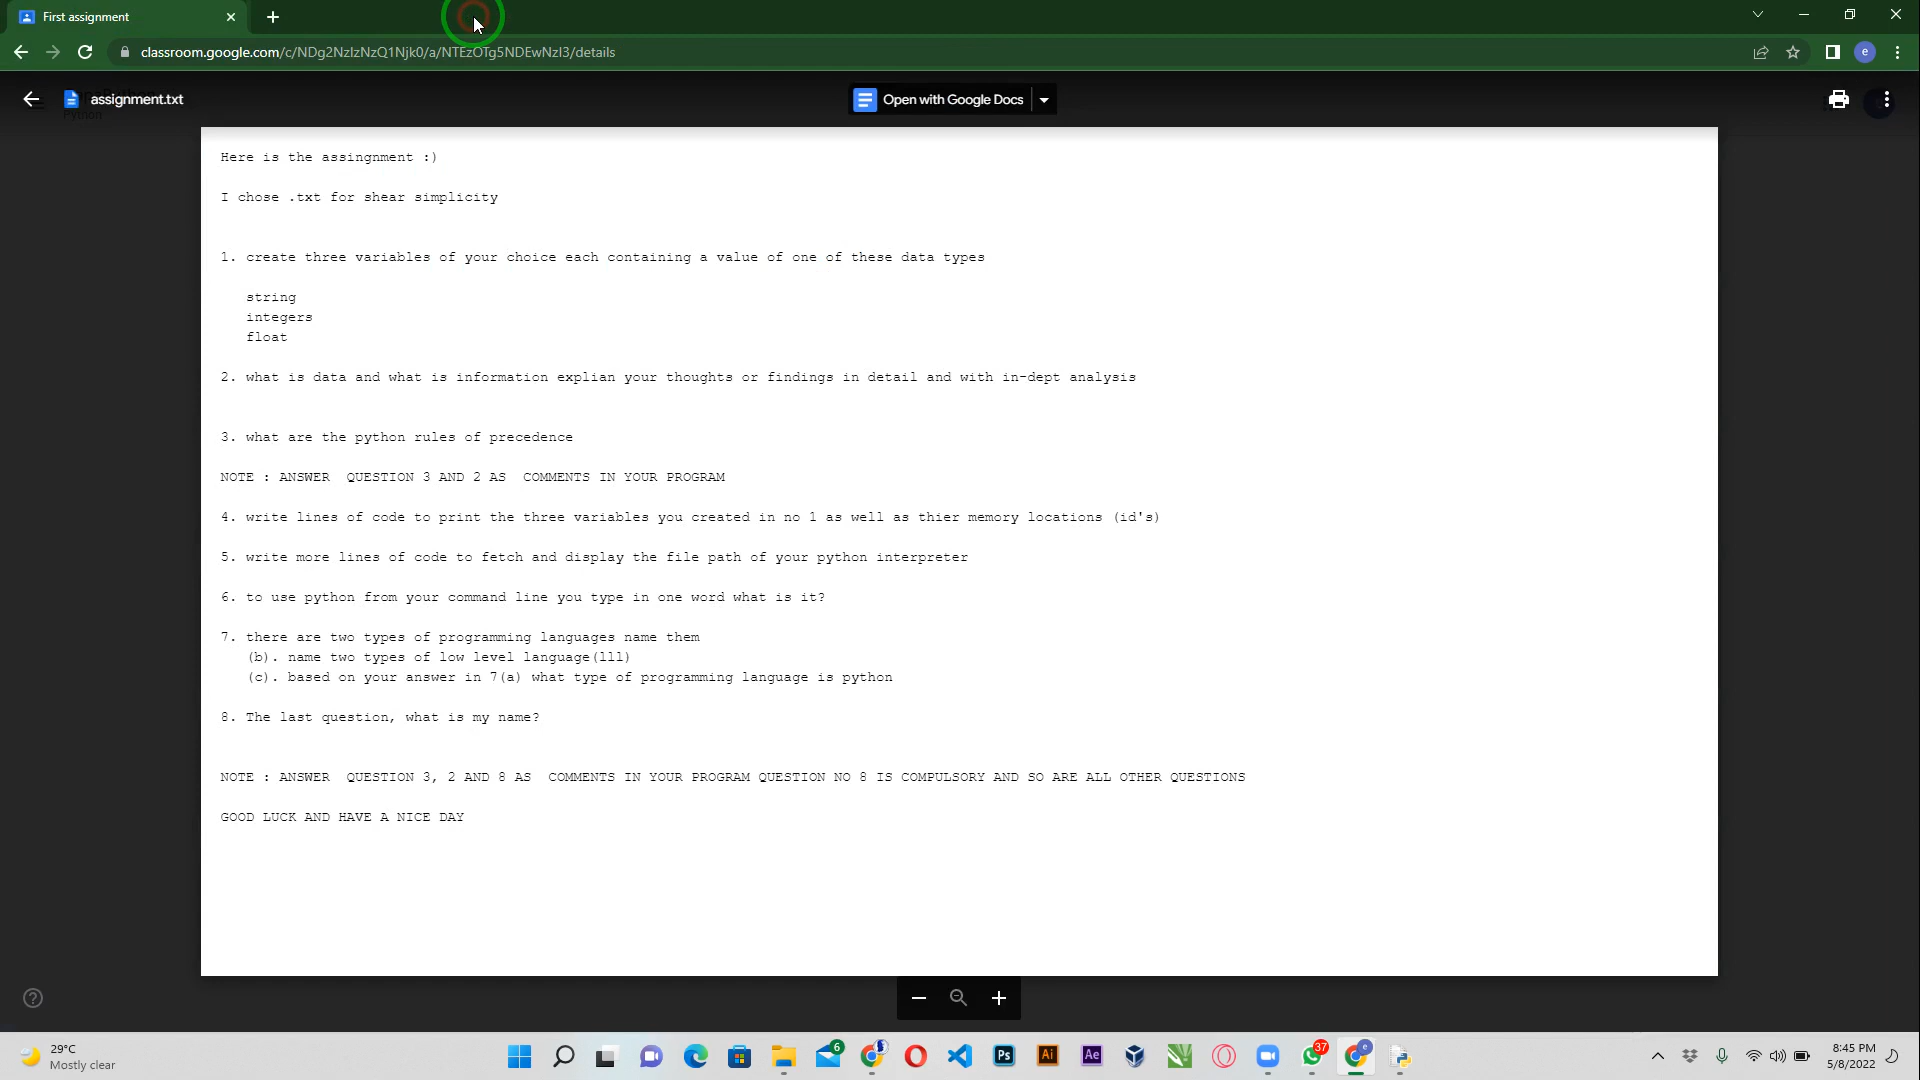 First assignment
classroom.google.com/c/NDg2NzIzNzQ1Njk0/a/NTEzOTg5NDEwNzI3/details
e
assignment.txt
Python
Open with Google Docs
Here is the assingnment :)
I chose .txt for shear simplicity
1. create three variables of your choice each containing a value of one of these data types
string
integers
float
2. what is data and what is information explian your thoughts or findings in detail and with in-dept analysis
3. what are the python rules of precedence
NOTE : ANSWER  QUESTION 3 AND 2 AS  COMMENTS IN YOUR PROGRAM
4. write lines of code to print the three variables you created in no 1 as well as thier memory locations (id's)
5. write more lines of code to fetch and display the file path of your python interpreter
6. to use python from your command line you type in one word what is it?
7. there are two types of programming languages name them
(b). name two types of low level language(lll)
(c). based on your answer in 7(a) what type of programming language is python
8. The last question, what is my name?
NOTE : ANSWER  QUESTION 3, 2 AND 8 AS  COMMENTS IN YOUR PROGRAM QUESTION NO 8 IS COMPULSORY AND SO ARE ALL OTHER QUESTIONS
GOOD LUCK AND HAVE A NICE DAY
29°C
Mostly clear
6
Ps
Ai
Ae
37
e
8:45 PM
5/8/2022